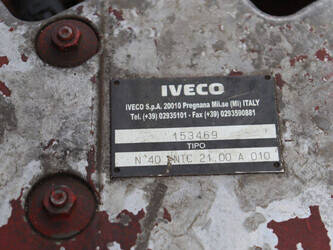 IVECO
IVECO S.p.A. 20010 Pregnana Mil.se (MI) ITALY
Tel. (+39) 02935101 - Fax (+39) 0293590881
153469
TIPO
N°40 NTC 21.00 A 010